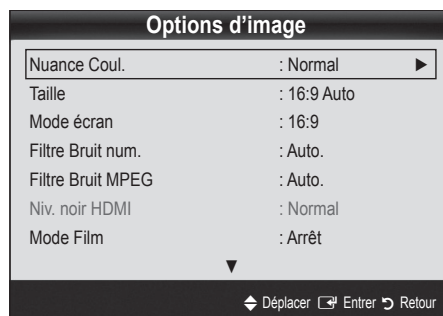 Options d’image
Nuance Coul. : Normal ►
Taille : 16:9 Auto
Mode écran : 16:9
Filtre Bruit num. : Auto.
Filtre Bruit MPEG : Auto.
Niv. noir HDMI : Normal
Mode Film : Arrêt
▼
Déplacer Entrer Retour